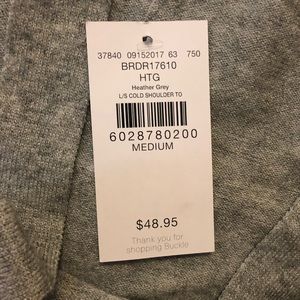 37840 09152017 63 750
BRDR17610
HTG
Heather Grey
L/S COLD SHOULDER TO
6028780200
MEDIUM
$48.95
Thank you for
shopping Buckle